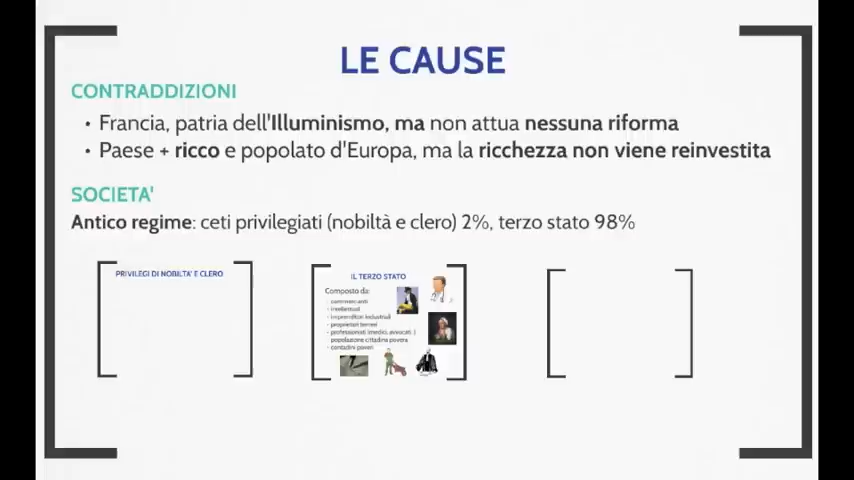 LE CAUSE
CONTRADDIZIONI
• Francia, patria dell'Illuminismo, ma non attua nessuna riforma
• Paese + ricco e popolato d'Europa, ma la ricchezza non viene reinvestita
SOCIETA'
Antico regime: ceti privilegiati (nobiltà e clero) 2%, terzo stato 98%
PRIVILEGI DI NOBILTA' E CLERO
IL TERZO STATO
Composto da:
- commercianti
- intellettuali
- imprenditori industriali
- proprietari terrieri
- professionisti (medici, avvocati..)
- popolazione cittadina povera
- contadini poveri